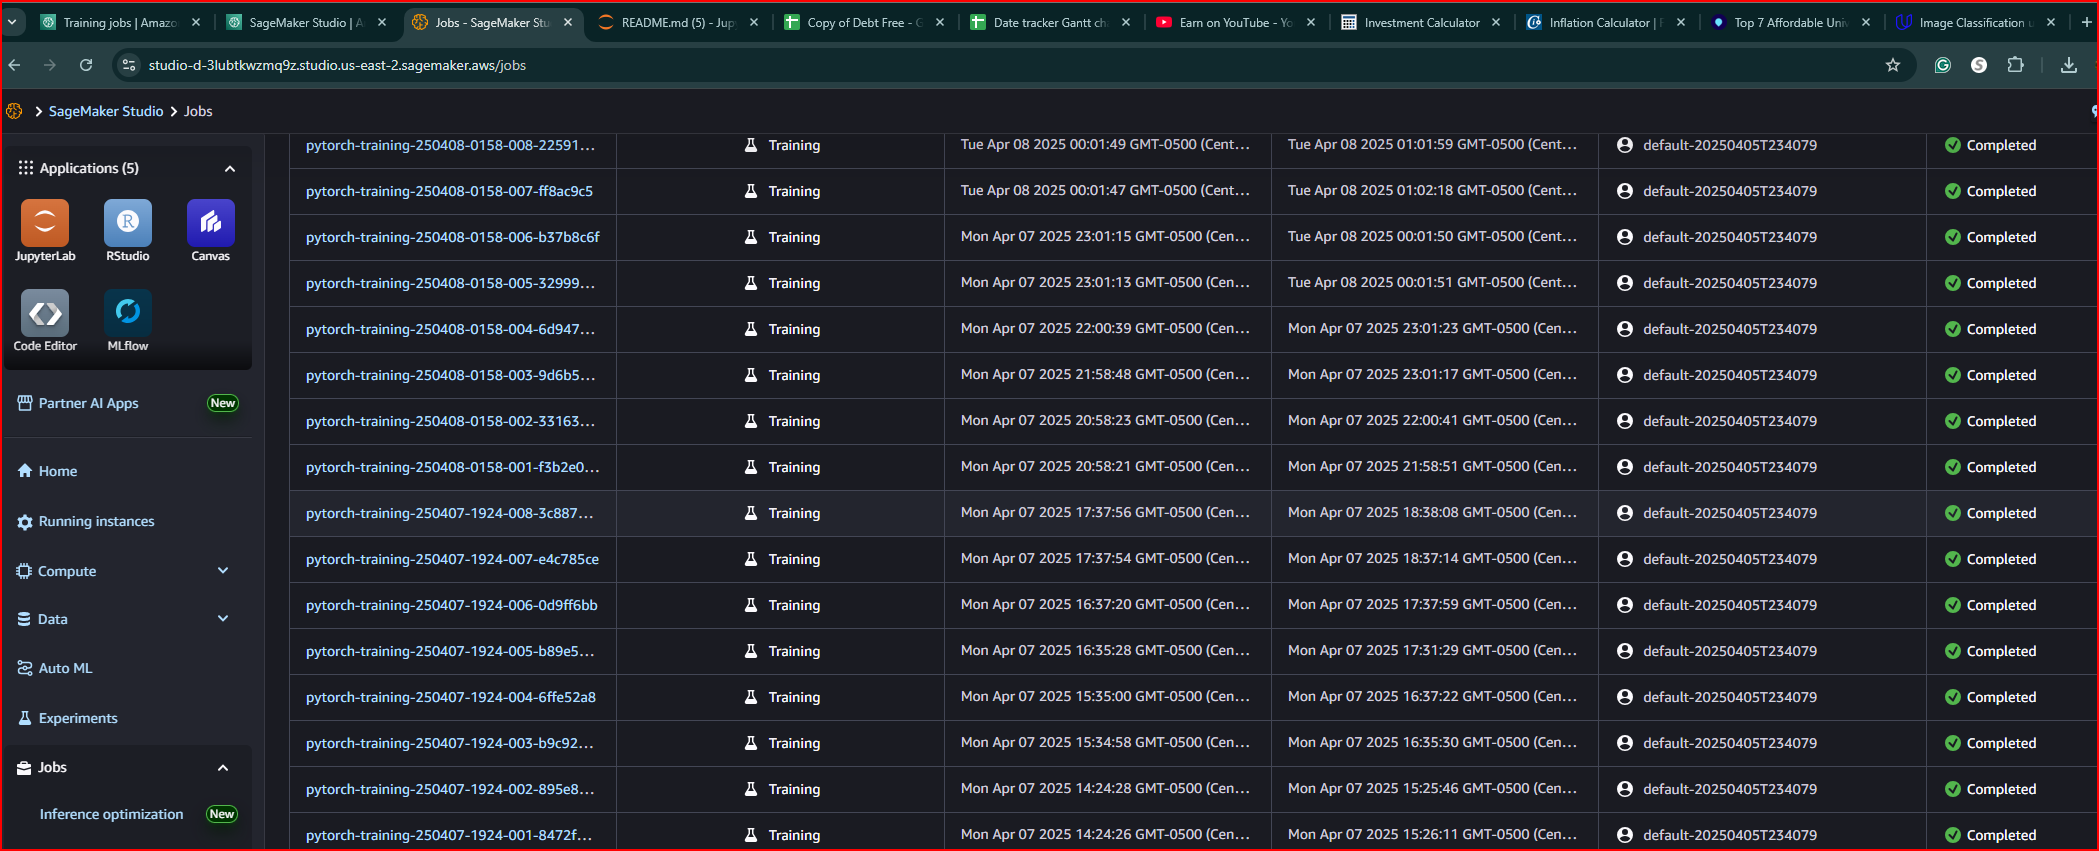 Training jobs | Amazo
SageMaker Studio | A
Jobs - SageMaker Stu
README.md (5) - Jup
Copy of Debt Free - G
Date tracker Gantt ch
Earn on YouTube - Yo
Investment Calculator
Inflation Calculator |
Top 7 Affordable Univ
Image Classification u
studio-d-3lubtkwzmq9z.studio.us-east-2.sagemaker.aws/jobs
SageMaker Studio > Jobs
Applications (5)
JupyterLab
RStudio
Canvas
Code Editor
MLflow
Partner AI Apps New
Home
Running instances
Compute
Data
Auto ML
Experiments
Jobs
Inference optimization New
pytorch-training-250408-0158-008-22591... Training Tue Apr 08 2025 00:01:49 GMT-0500 (Cent... Tue Apr 08 2025 01:01:59 GMT-0500 (Cent... default-20250405T234079 Completed
pytorch-training-250408-0158-007-ff8ac9c5 Training Tue Apr 08 2025 00:01:47 GMT-0500 (Cent... Tue Apr 08 2025 01:02:18 GMT-0500 (Cent... default-20250405T234079 Completed
pytorch-training-250408-0158-006-b37b8c6f Training Mon Apr 07 2025 23:01:15 GMT-0500 (Cen... Tue Apr 08 2025 00:01:50 GMT-0500 (Cent... default-20250405T234079 Completed
pytorch-training-250408-0158-005-32999... Training Mon Apr 07 2025 23:01:13 GMT-0500 (Cen... Tue Apr 08 2025 00:01:51 GMT-0500 (Cent... default-20250405T234079 Completed
pytorch-training-250408-0158-004-6d947... Training Mon Apr 07 2025 22:00:39 GMT-0500 (Cen... Mon Apr 07 2025 23:01:23 GMT-0500 (Cen... default-20250405T234079 Completed
pytorch-training-250408-0158-003-9d6b5... Training Mon Apr 07 2025 21:58:48 GMT-0500 (Cen... Mon Apr 07 2025 23:01:17 GMT-0500 (Cen... default-20250405T234079 Completed
pytorch-training-250408-0158-002-33163... Training Mon Apr 07 2025 20:58:23 GMT-0500 (Cen... Mon Apr 07 2025 22:00:41 GMT-0500 (Cen... default-20250405T234079 Completed
pytorch-training-250408-0158-001-f3b2e0... Training Mon Apr 07 2025 20:58:21 GMT-0500 (Cen... Mon Apr 07 2025 21:58:51 GMT-0500 (Cen... default-20250405T234079 Completed
pytorch-training-250407-1924-008-3c887... Training Mon Apr 07 2025 17:37:56 GMT-0500 (Cen... Mon Apr 07 2025 18:38:08 GMT-0500 (Cen... default-20250405T234079 Completed
pytorch-training-250407-1924-007-e4c785ce Training Mon Apr 07 2025 17:37:54 GMT-0500 (Cen... Mon Apr 07 2025 18:37:14 GMT-0500 (Cen... default-20250405T234079 Completed
pytorch-training-250407-1924-006-0d9ff6bb Training Mon Apr 07 2025 16:37:20 GMT-0500 (Cen... Mon Apr 07 2025 17:37:59 GMT-0500 (Cen... default-20250405T234079 Completed
pytorch-training-250407-1924-005-b89e5... Training Mon Apr 07 2025 16:35:28 GMT-0500 (Cen... Mon Apr 07 2025 17:31:29 GMT-0500 (Cen... default-20250405T234079 Completed
pytorch-training-250407-1924-004-6ffe52a8 Training Mon Apr 07 2025 15:35:00 GMT-0500 (Cen... Mon Apr 07 2025 16:37:22 GMT-0500 (Cen... default-20250405T234079 Completed
pytorch-training-250407-1924-003-b9c92... Training Mon Apr 07 2025 15:34:58 GMT-0500 (Cen... Mon Apr 07 2025 16:35:30 GMT-0500 (Cen... default-20250405T234079 Completed
pytorch-training-250407-1924-002-895e8... Training Mon Apr 07 2025 14:24:28 GMT-0500 (Cen... Mon Apr 07 2025 15:25:46 GMT-0500 (Cen... default-20250405T234079 Completed
pytorch-training-250407-1924-001-8472f... Training Mon Apr 07 2025 14:24:26 GMT-0500 (Cen... Mon Apr 07 2025 15:26:11 GMT-0500 (Cen... default-20250405T234079 Completed